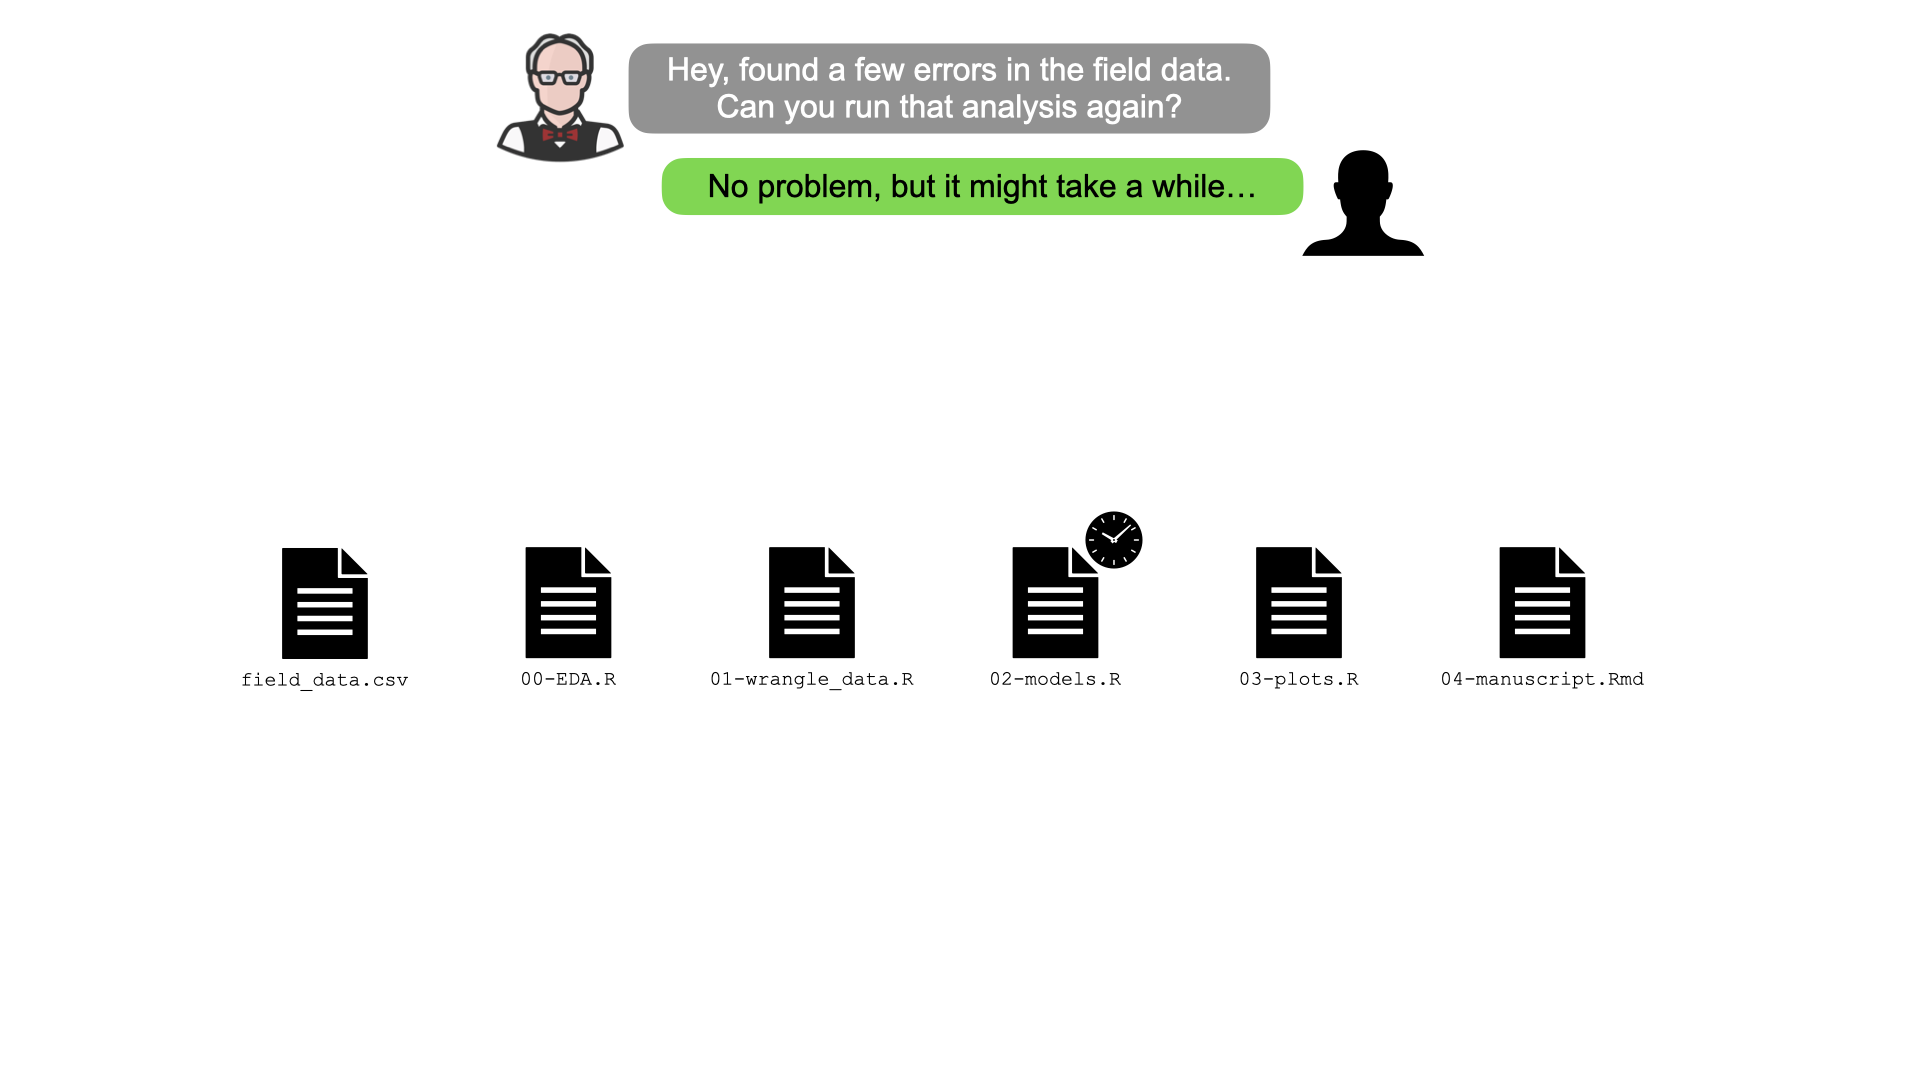 Hey, found a few errors in the field data.
Can you run that analysis again?
No problem, but it might take a while…
field_data.csv
00-EDA.R
01-wrangle_data.R
02-models.R
03-plots.R
04-manuscript.Rmd